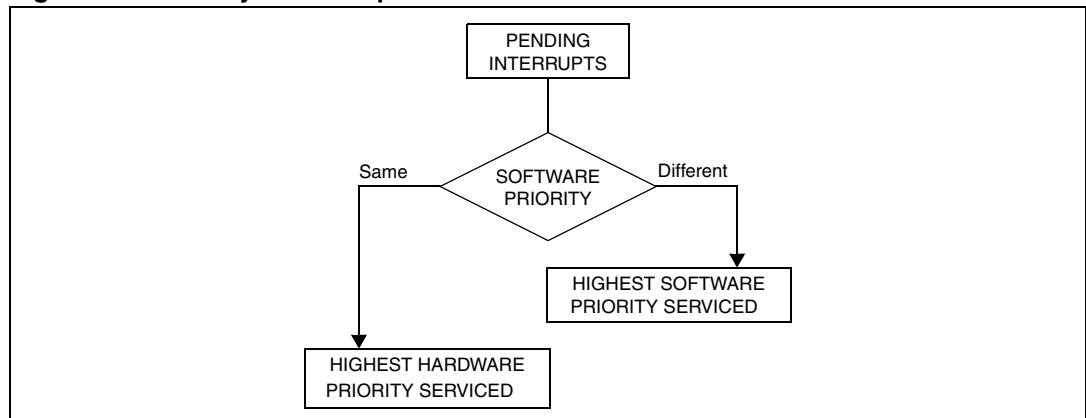 PENDING
INTERRUPTS
Same
SOFTWARE
PRIORITY
Different
HIGHEST SOFTWARE
PRIORITY SERVICED
HIGHEST HARDWARE
PRIORITY SERVICED